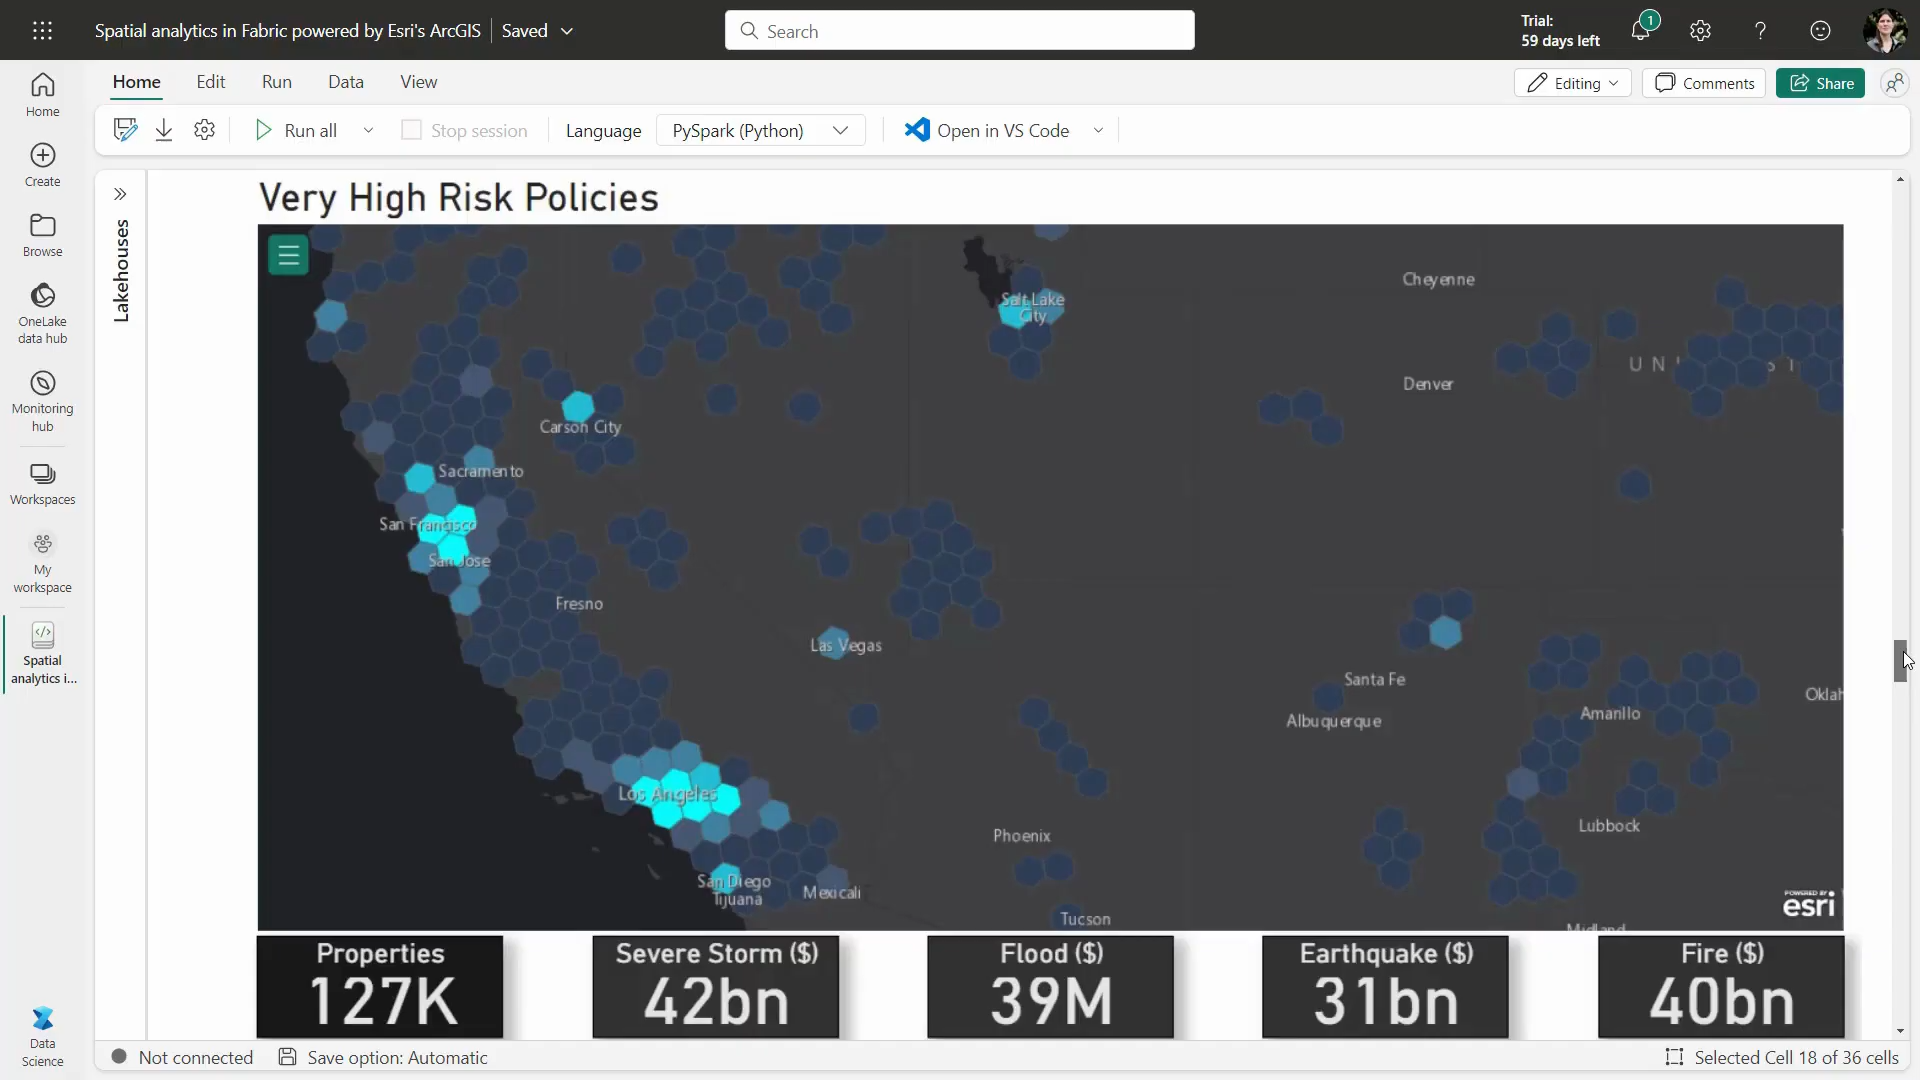 Spatial analytics in Fabric powered by Esri's ArcGIS
Saved
Search
Trial:
59 days left
1
?
Home
Edit
Run
Data
View
Editing
Comments
Share
Run all
Stop session
Language
PySpark (Python)
Open in VS Code
Home
Create
Browse
OneLake
data hub
Monitoring
hub
Workspaces
My
workspace
Spatial
analytics i...
Data
Science
Lakehouses
Very High Risk Policies
Cheyenne
Salt Lake
City
Denver
Carson City
Sacramento
San Francisco
San Jose
Fresno
Las Vegas
Santa Fe
Albuquerque
Amarillo
Los Angeles
Phoenix
Lubbock
San Diego
Tijuana
Mexicali
Tucson
POWERED BY
esri
Properties
127K
Severe Storm ($)
42bn
Flood ($)
39M
Earthquake ($)
31bn
Fire ($)
40bn
Not connected
Save option: Automatic
Selected Cell 18 of 36 cells